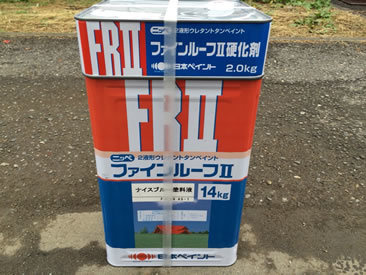 FRⅡ
ニッペ 2液形ウレタントタンペイント
ファインルーフⅡ硬化剤
日本ペイント 2.0kg
FRⅡ
ニッペ 2液形ウレタントタンペイント
ファインルーフⅡ
塗料液
14kg
日本ペイント